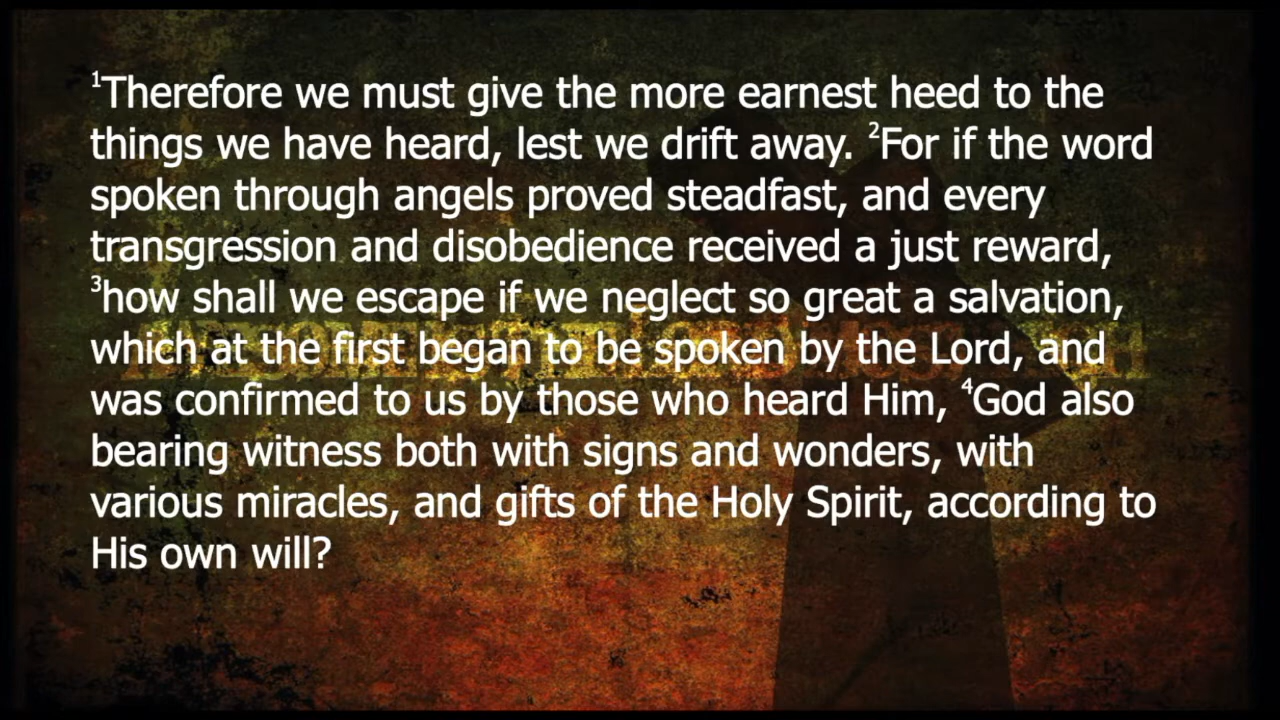 ¹Therefore we must give the more earnest heed to the
things we have heard, lest we drift away. ²For if the word
spoken through angels proved steadfast, and every
transgression and disobedience received a just reward,
³how shall we escape if we neglect so great a salvation,
which at the first began to be spoken by the Lord, and
was confirmed to us by those who heard Him, ⁴God also
bearing witness both with signs and wonders, with
various miracles, and gifts of the Holy Spirit, according to
His own will?